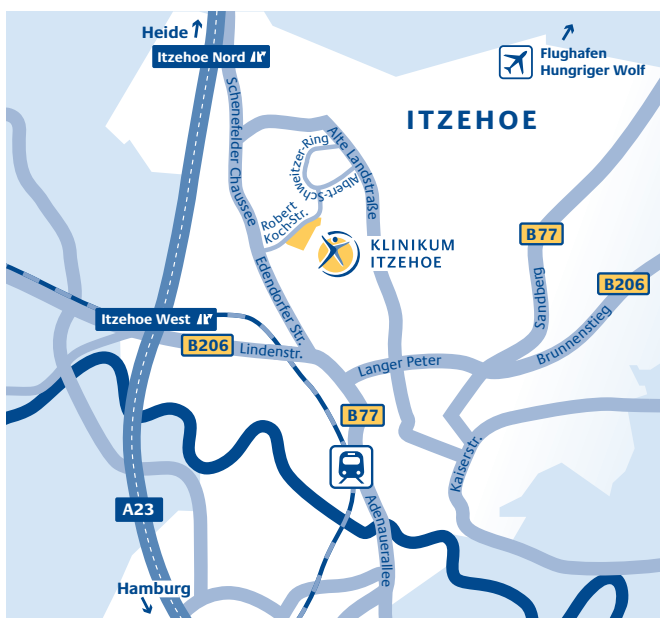 Heide
Itzehoe Nord
Flughafen
Hungriger Wolf
ITZEHOE
Schenefelder Chaussee
Alte Landstraße
Albert-Schweitzer-Ring
Robert
Koch-Str.
KLINIKUM
ITZEHOE
B77
B206
Edendorfer Str.
Sandberg
Itzehoe West
B206
Lindenstr.
Langer Peter
Brunnenstieg
B77
Kaiserstr.
A23
Adenauerallee
Hamburg